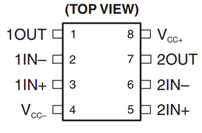 (TOP VIEW)
1OUT 1 8 VCC+
1IN− 2 7 2OUT
1IN+ 3 6 2IN−
VCC− 4 5 2IN+